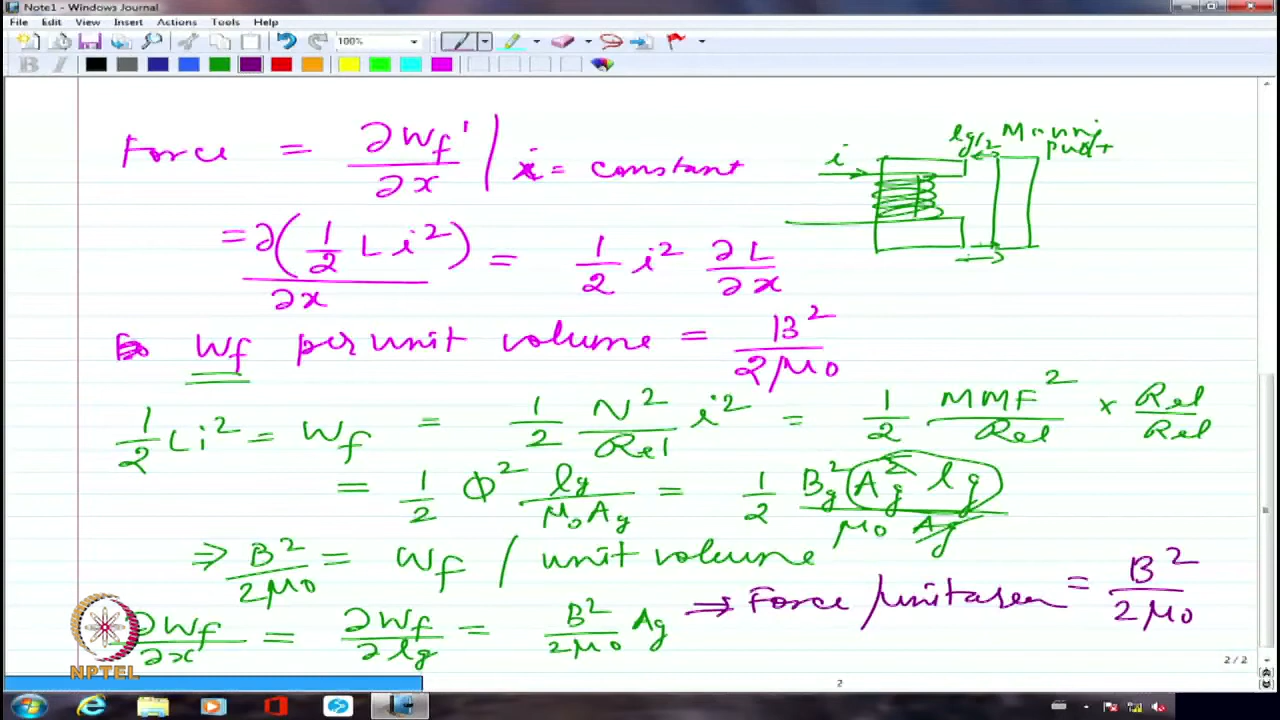 Note1 - Windows Journal
File Edit View Insert Actions Tools Help
100%
B I
Force = ∂Wf' / ∂x | i = constant
= ∂(1/2 L i²) / ∂x = 1/2 i² ∂L/∂x
i
lg/2 Moving
part
Wf per unit volume = B² / 2μ0
1/2 Li² = Wf = 1/2 N²/Rel i² = 1/2 MMF²/Rel × Rel/Rel
= 1/2 Φ² lg/μ0Ag = 1/2 Bg² Ag² lg / μ0 Ag
⇒ B²/2μ0 = Wf / unit volume
∂Wf/∂x = ∂Wf/∂lg = B²/2μ0 Ag ⇒ Force /unit area = B²/2μ0
NPTEL
2 / 2
2